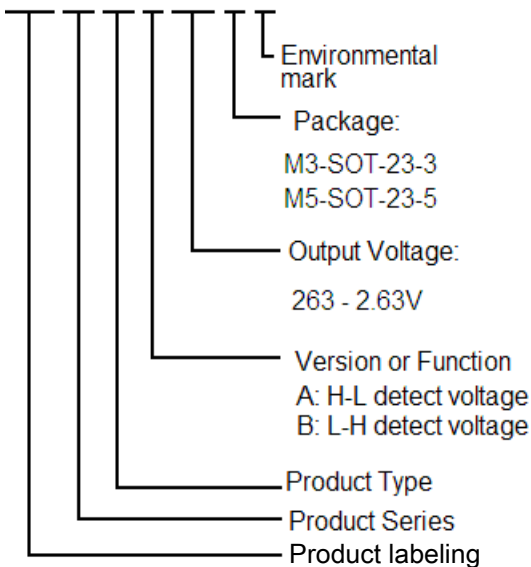 Environmental
mark
Package:
M3-SOT-23-3
M5-SOT-23-5
Output Voltage:
263 - 2.63V
Version or Function
A: H-L detect voltage
B: L-H detect voltage
Product Type
Product Series
Product labeling